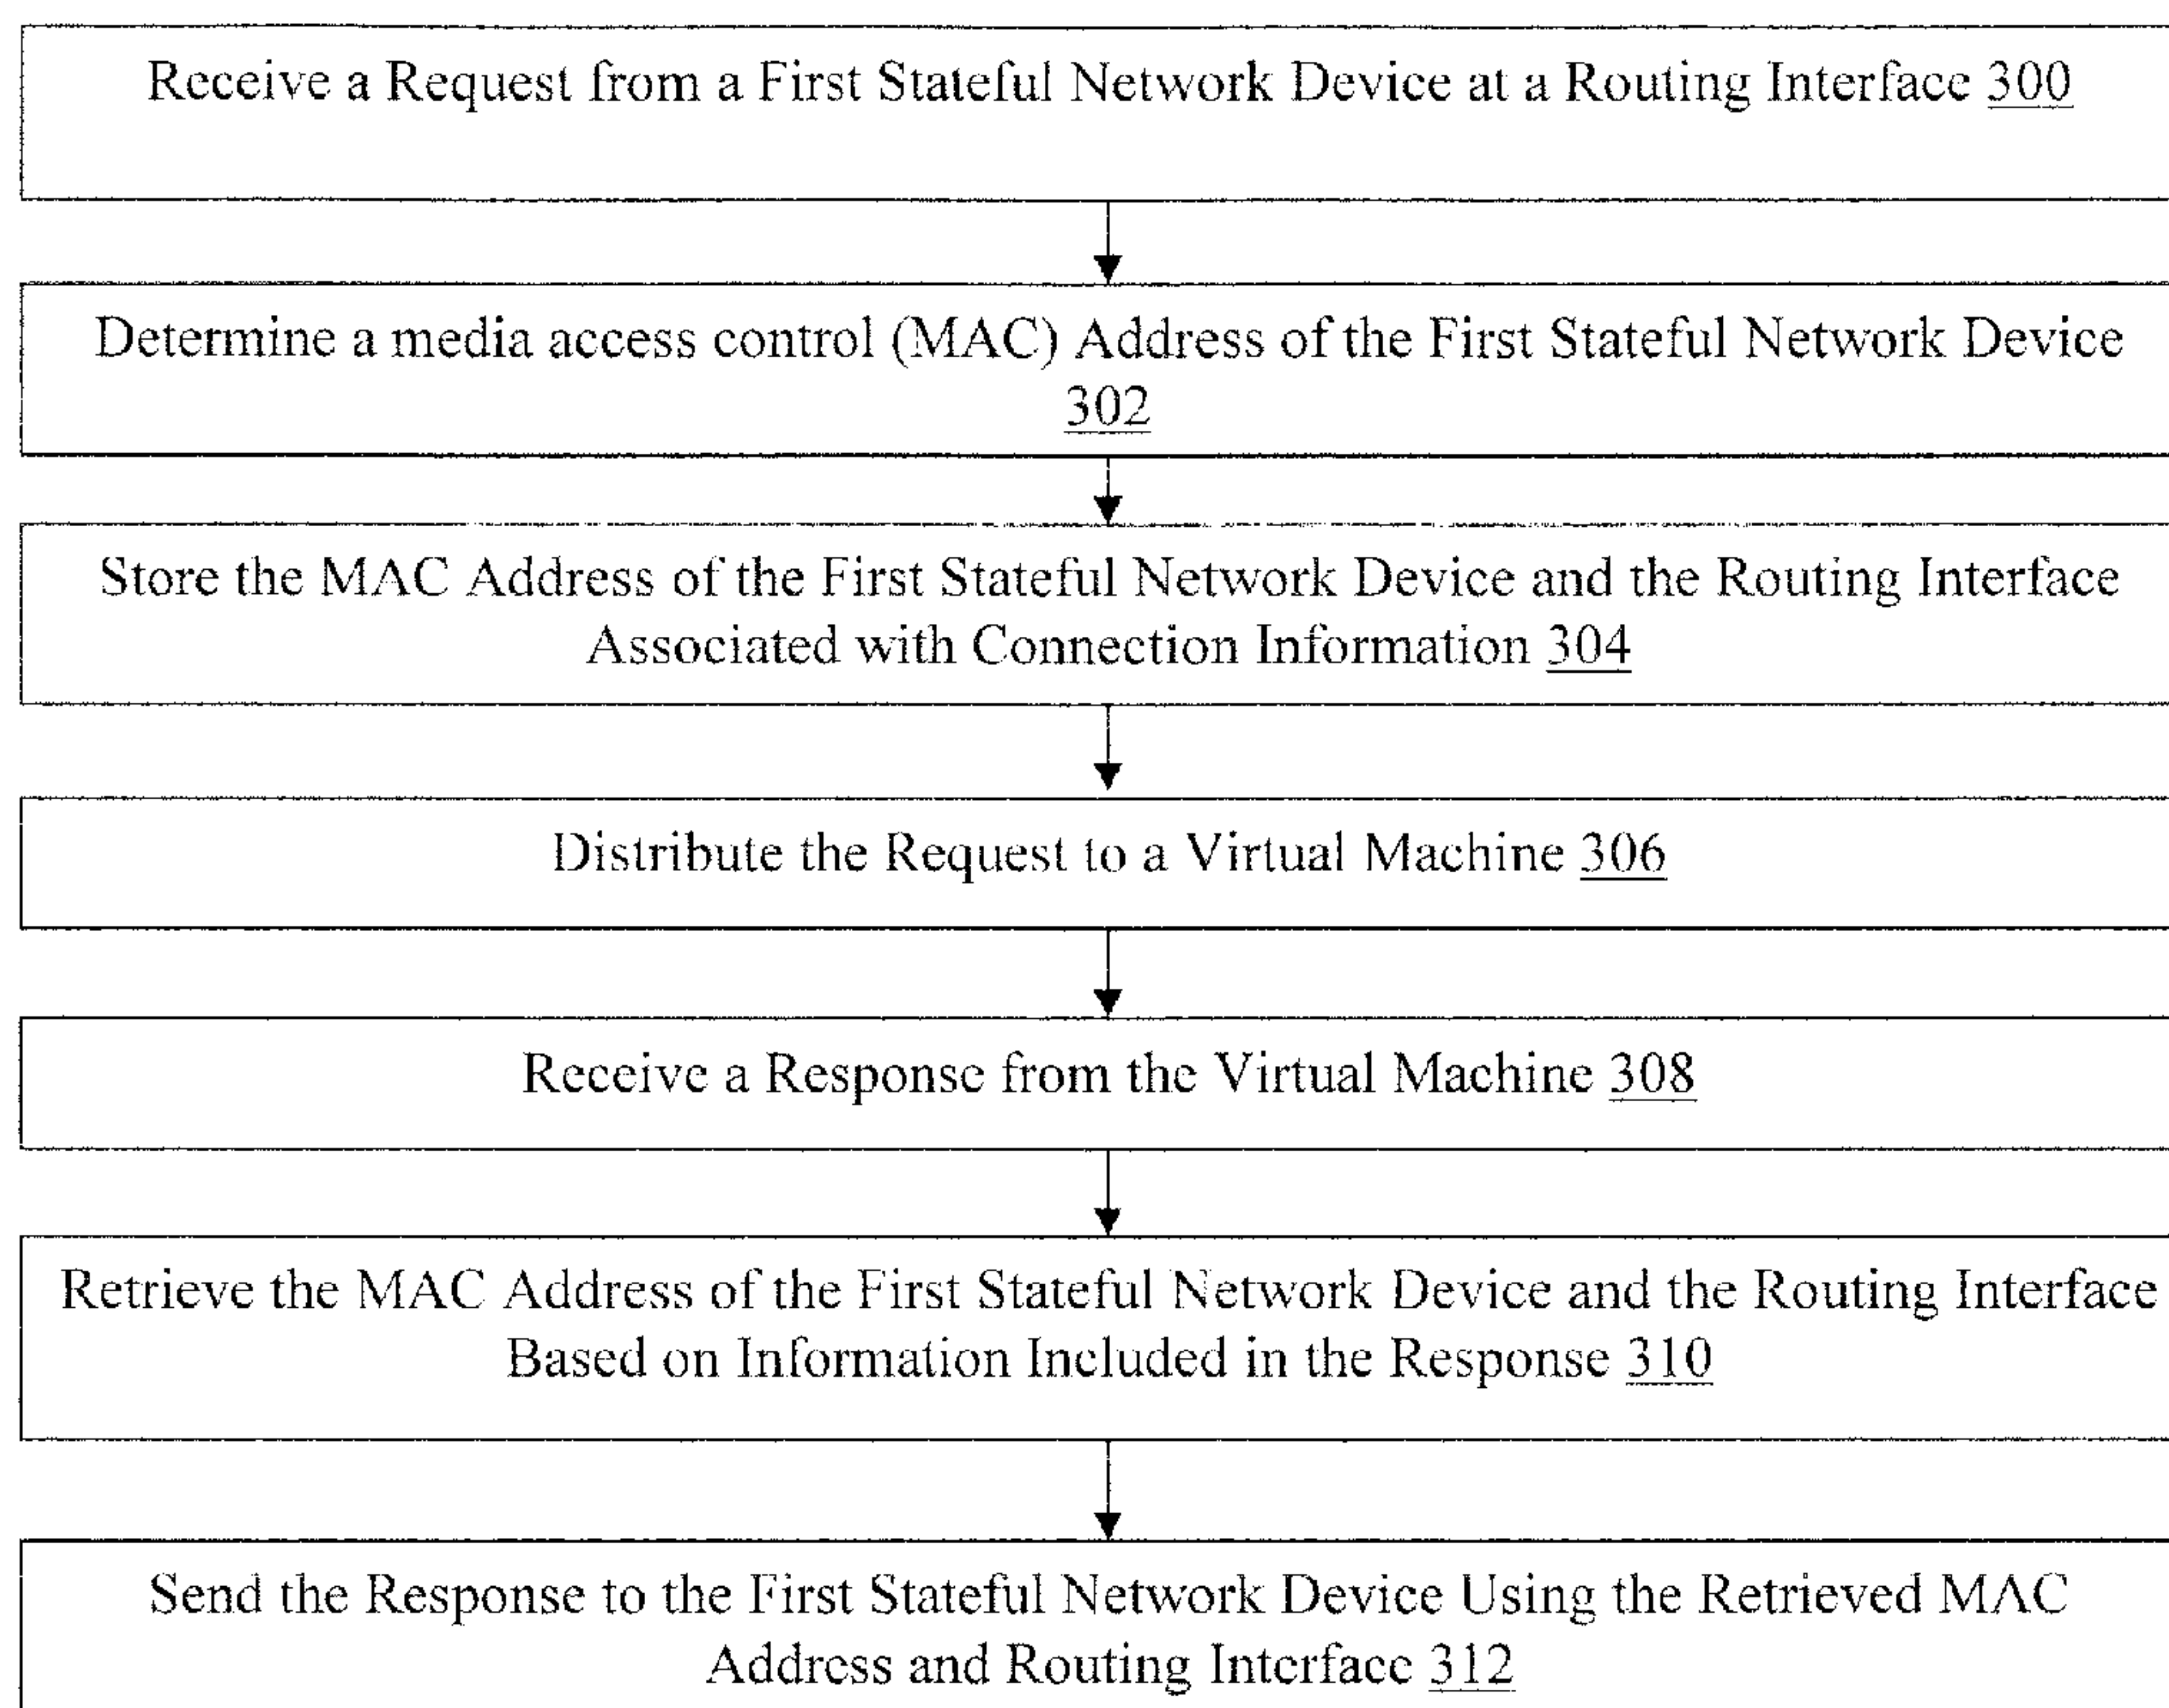 Receive a Request from a First Stateful Network Device at a Routing Interface 300
Determine a media access control (MAC) Address of the First Stateful Network Device
302
Store the MAC Address of the First Stateful Network Device and the Routing Interface
Associated with Connection Information 304
Distribute the Request to a Virtual Machine 306
Receive a Response from the Virtual Machine 308
Retrieve the MAC Address of the First Stateful Network Device and the Routing Interface
Based on Information Included in the Response 310
Send the Response to the First Stateful Network Device Using the Retrieved MAC
Address and Routing Interface 312